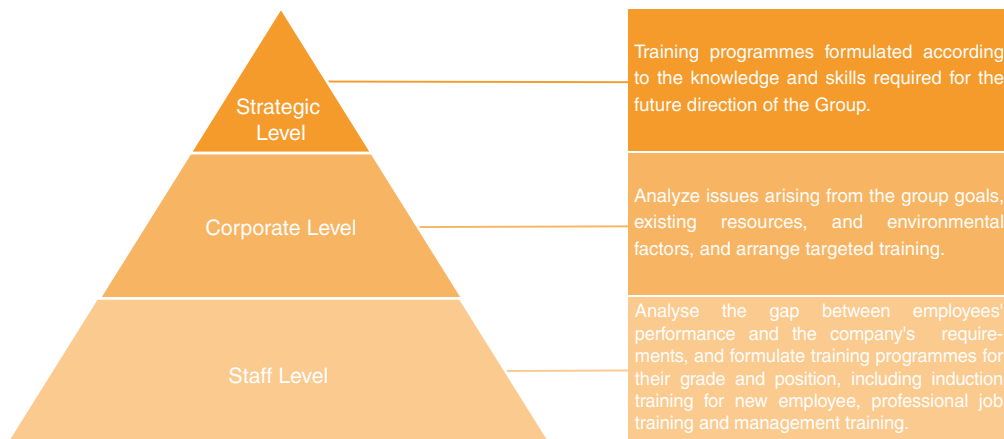 Strategic
Level
Training programmes formulated according
to the knowledge and skills required for the
future direction of the Group.
Corporate Level
Analyze issues arising from the group goals,
existing resources, and environmental
factors, and arrange targeted training.
Staff Level
Analyse the gap between employees'
performance and the company's require-
ments, and formulate training programmes for
their grade and position, including induction
training for new employee, professional job
training and management training.